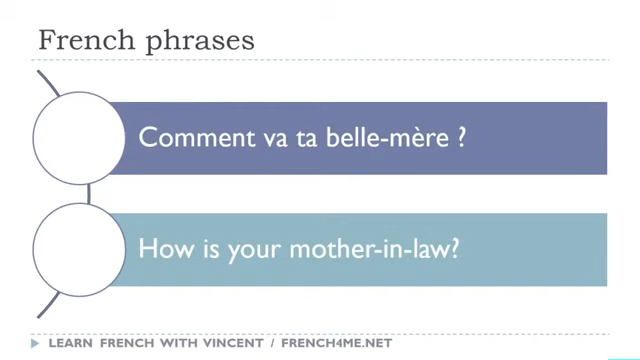 French phrases
Comment va ta belle-mère ?
How is your mother-in-law?
LEARN FRENCH WITH VINCENT / FRENCH4ME.NET